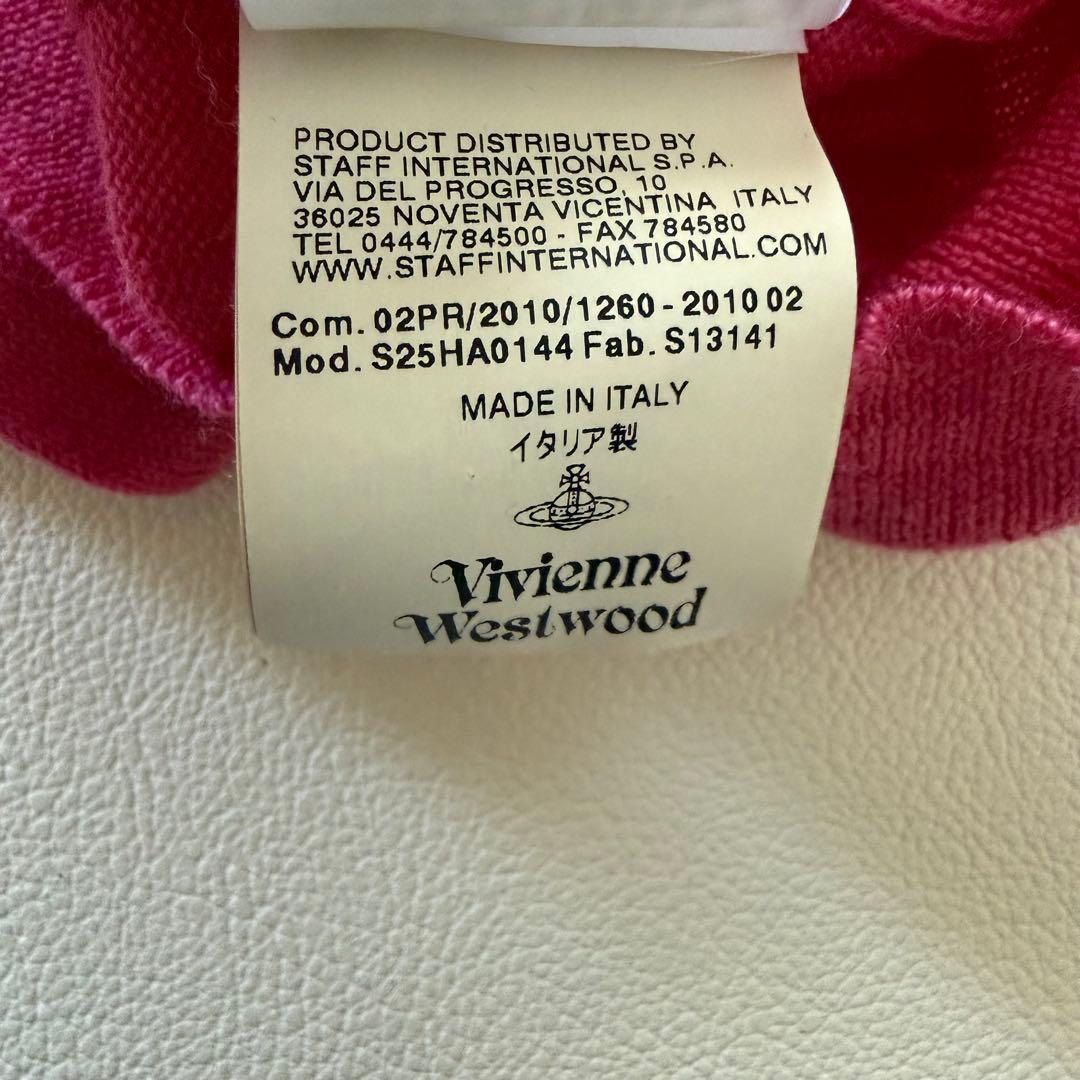 PRODUCT DISTRIBUTED BY
STAFF INTERNATIONAL S.P.A.
VIA DEL PROGRESSO, 10
36025 NOVENTA VICENTINA ITALY
TEL 0444/784500 - FAX 784580
WWW.STAFFINTERNATIONAL.COM
Com. 02PR/2010/1260 - 2010 02
Mod. S25HA0144 Fab. S13141
MADE IN ITALY
イタリア製
Vivienne
Westwood